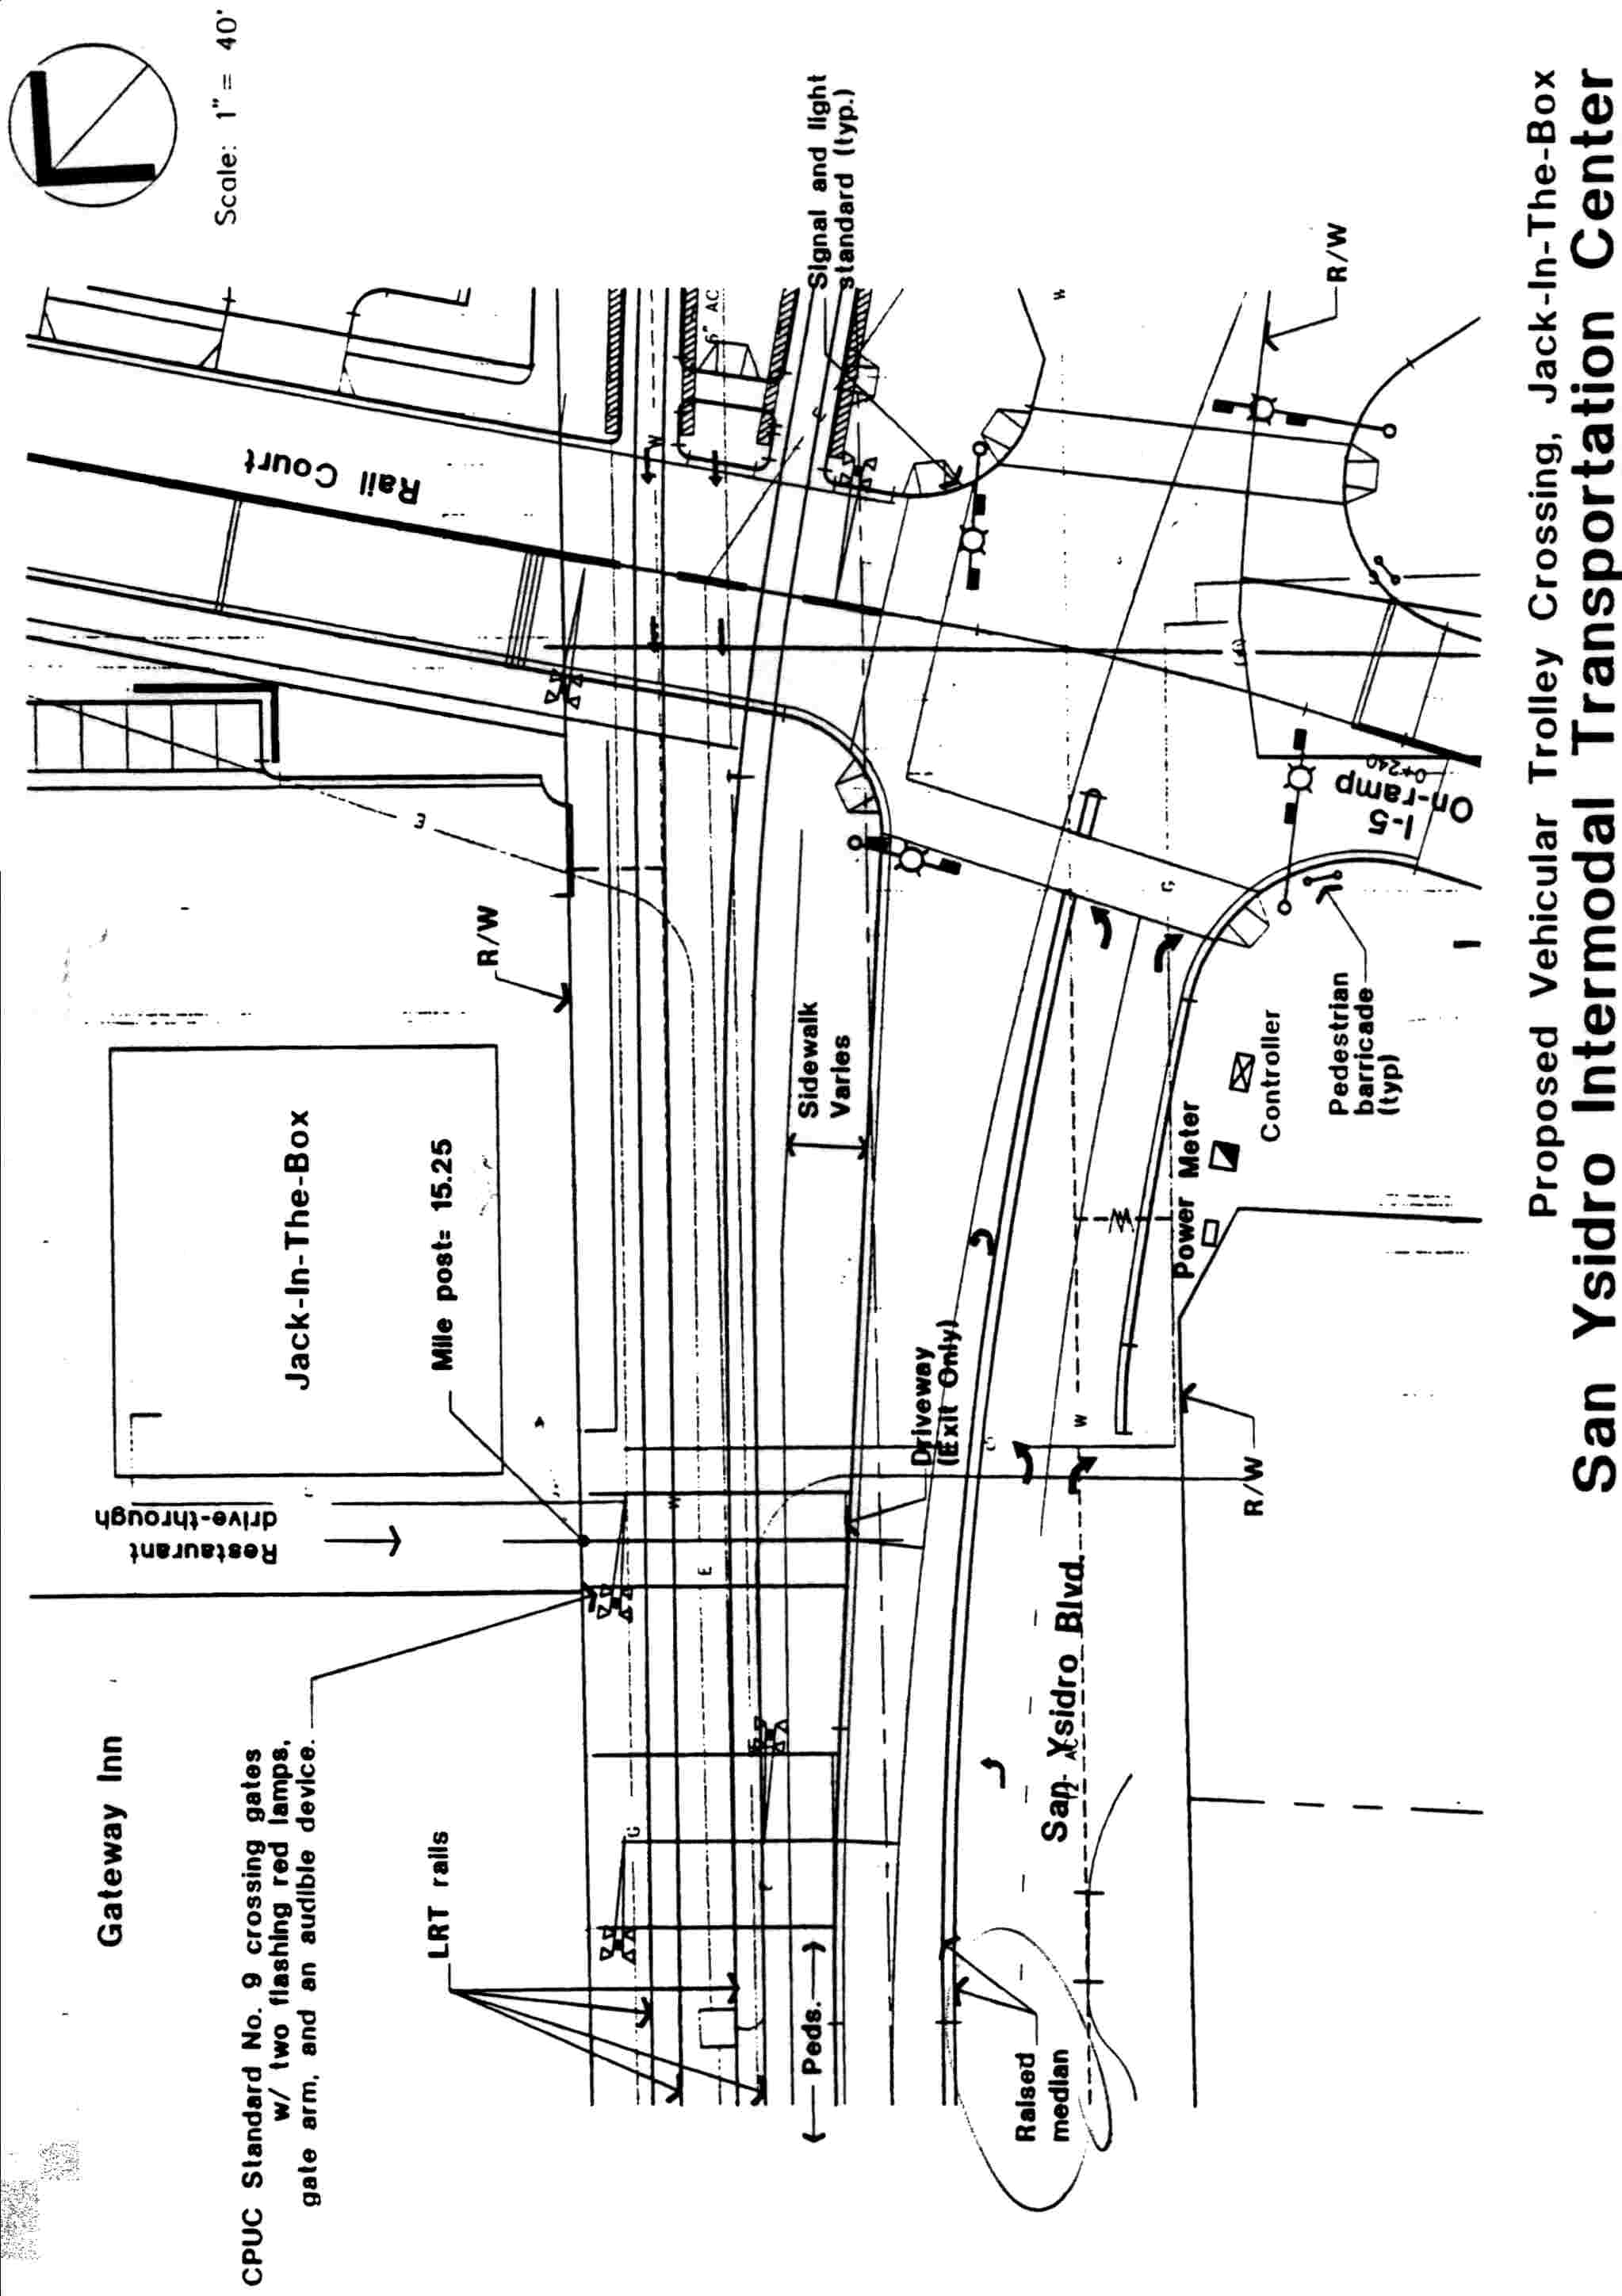 Scale: 1" = 40'
Gateway Inn
Restaurant
drive-through
Jack-In-The-Box
Rail Court
CPUC Standard No. 9 crossing gates
w/ two flashing red lamps,
gate arm, and an audible device.
LRT rails
Mile post= 15.25
R/W
E
W
6" AC
E
W
G
Signal and light
standard (typ.)
Peds.
Sidewalk
Varies
Driveway
(Exit Only)
G
W
G
W
Raised
median
San Ysidro Blvd.
AC
Power Meter
Controller
Pedestrian
barricade
(typ)
I-5
On-ramp
0+240
R/W
R/W
R/W
Proposed Vehicular Trolley Crossing, Jack-In-The-Box
San Ysidro Intermodal Transportation Center